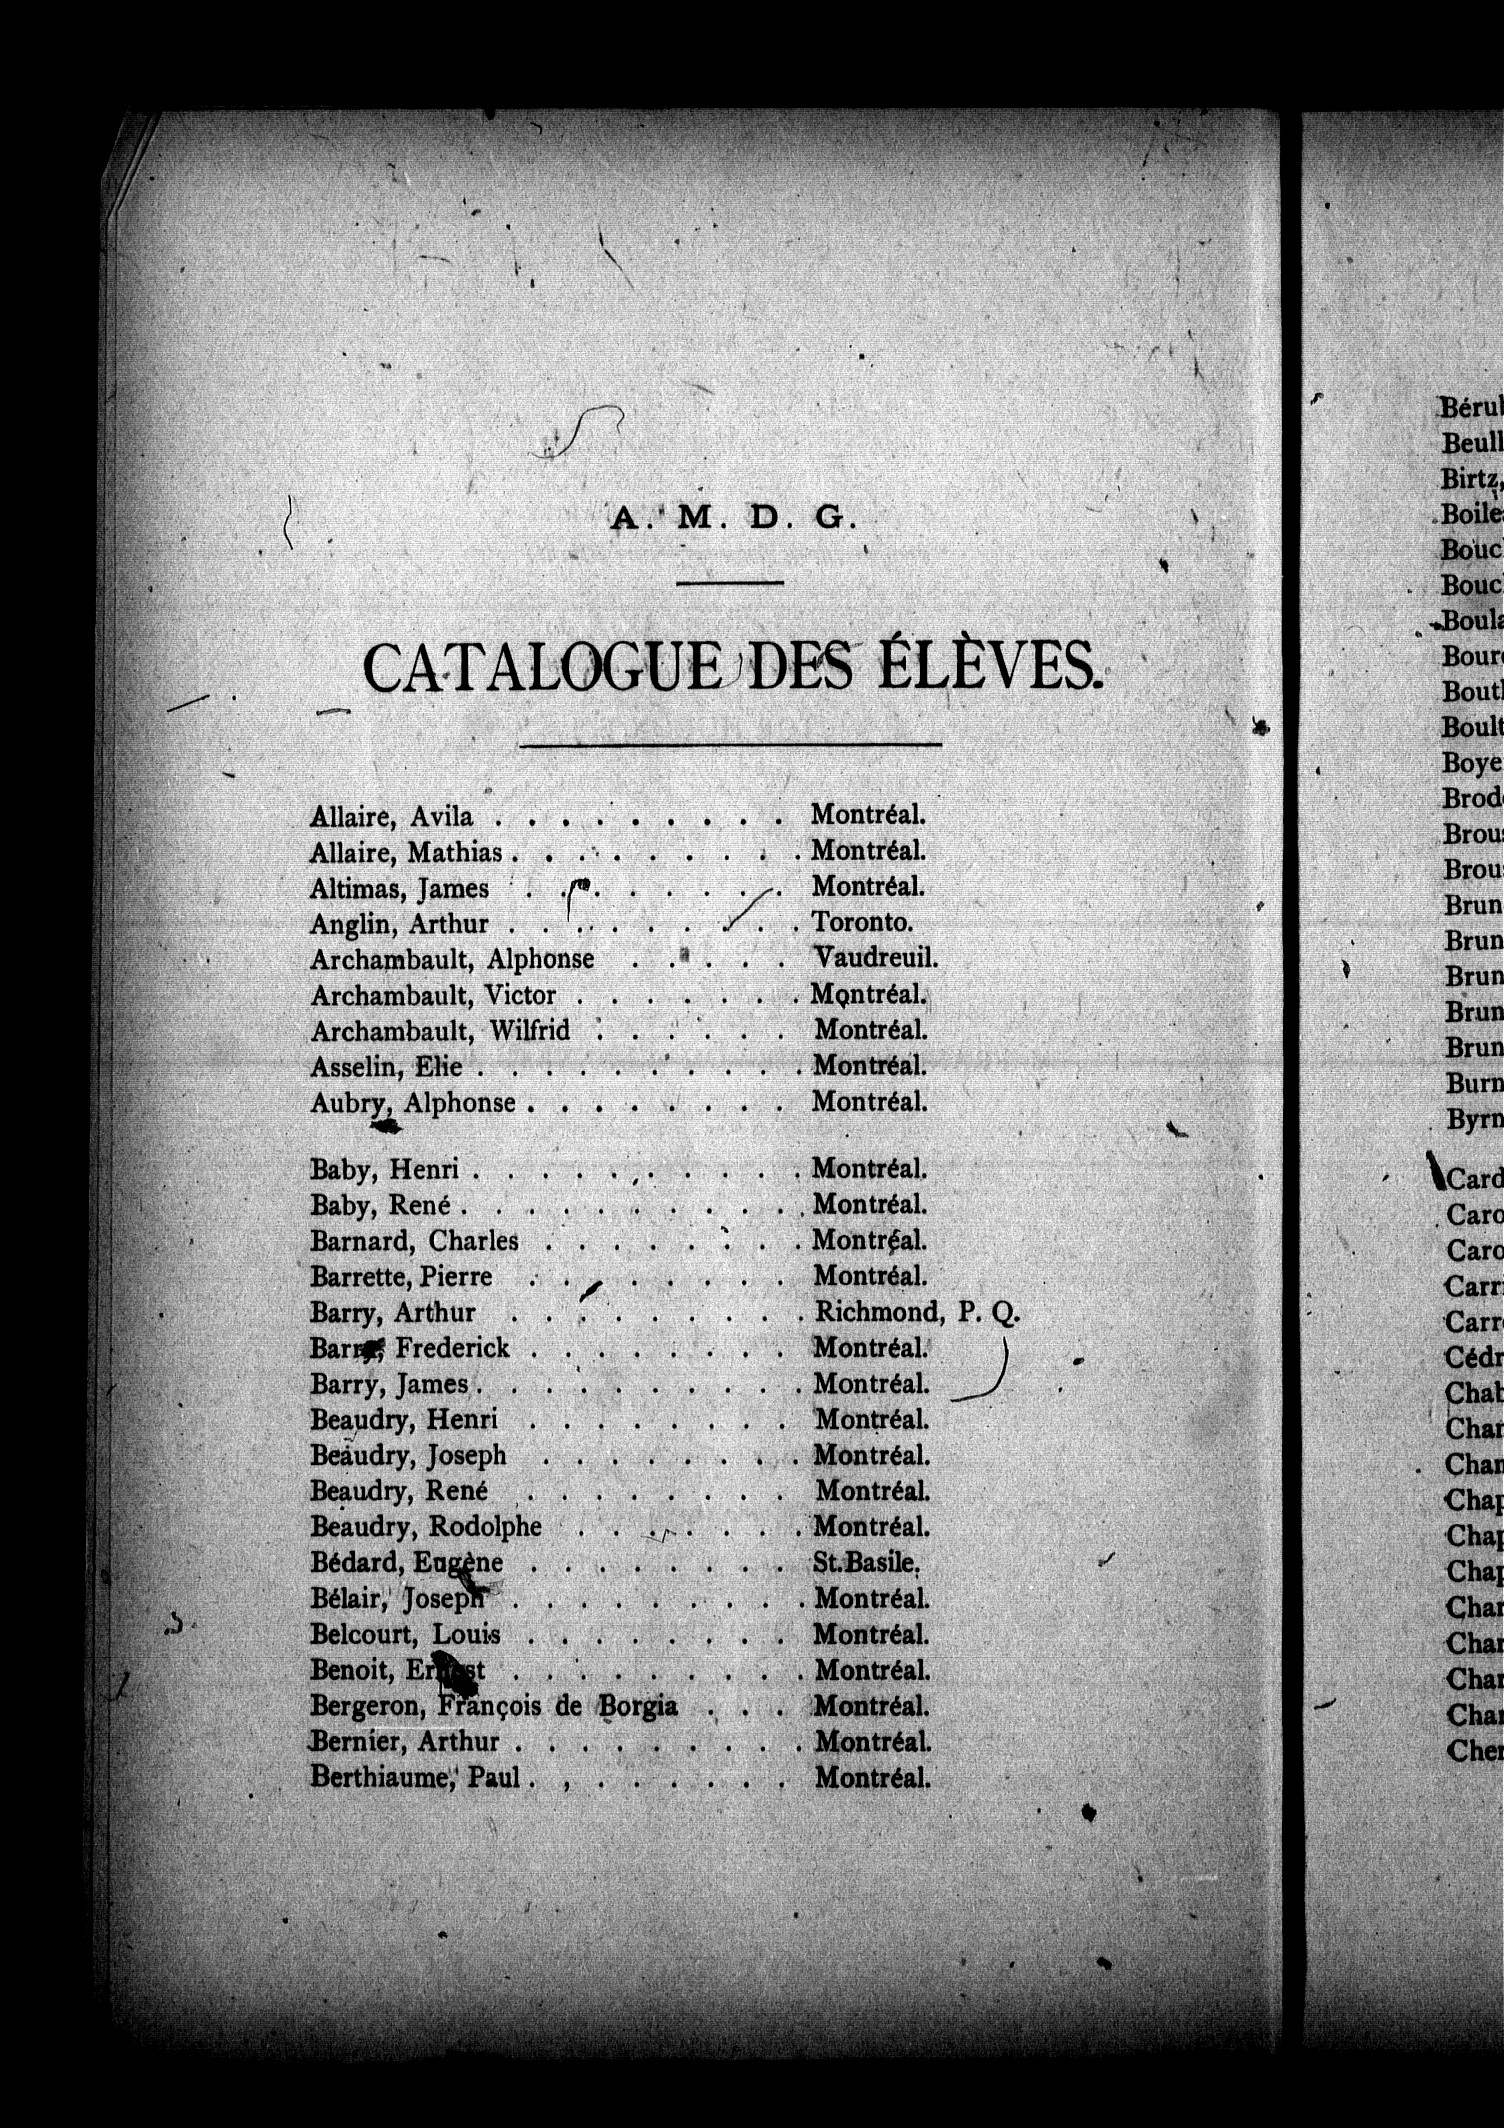 A. M. D. G.
CATALOGUE DES ÉLÈVES.
Allaire, Avila . . . . . . . . . Montréal.
Allaire, Mathias . . . . . . . . . Montréal.
Altimas, James . . . . . . . . Montréal.
Anglin, Arthur . . . . . . . . . Toronto.
Archambault, Alphonse . . . . . Vaudreuil.
Archambault, Victor . . . . . . . Montréal.
Archambault, Wilfrid . . . . . . Montréal.
Asselin, Elie . . . . . . . . . . Montréal.
Aubry, Alphonse . . . . . . . . Montréal.
Baby, Henri . . . . . . . . . . Montréal.
Baby, René . . . . . . . . . . . Montréal.
Barnard, Charles . . . . . . . . Montréal.
Barrette, Pierre . . . . . . . . Montréal.
Barry, Arthur . . . . . . . . . Richmond, P. Q.
Barry, Frederick . . . . . . . . Montréal.
Barry, James . . . . . . . . . . Montréal.
Beaudry, Henri . . . . . . . . Montréal.
Beaudry, Joseph . . . . . . . . Montréal.
Beaudry, René . . . . . . . . Montréal.
Beaudry, Rodolphe . . . . . . . Montréal.
Bédard, Eugène . . . . . . . . St.Basile.
Bélair, Joseph . . . . . . . . . Montréal.
Belcourt, Louis . . . . . . . . Montréal.
Benoit, Ernest . . . . . . . . . Montréal.
Bergeron, François de Borgia . . . Montréal.
Bernier, Arthur . . . . . . . . . Montréal.
Berthiaume, Paul . , . . . . . . Montréal.
Birtz,